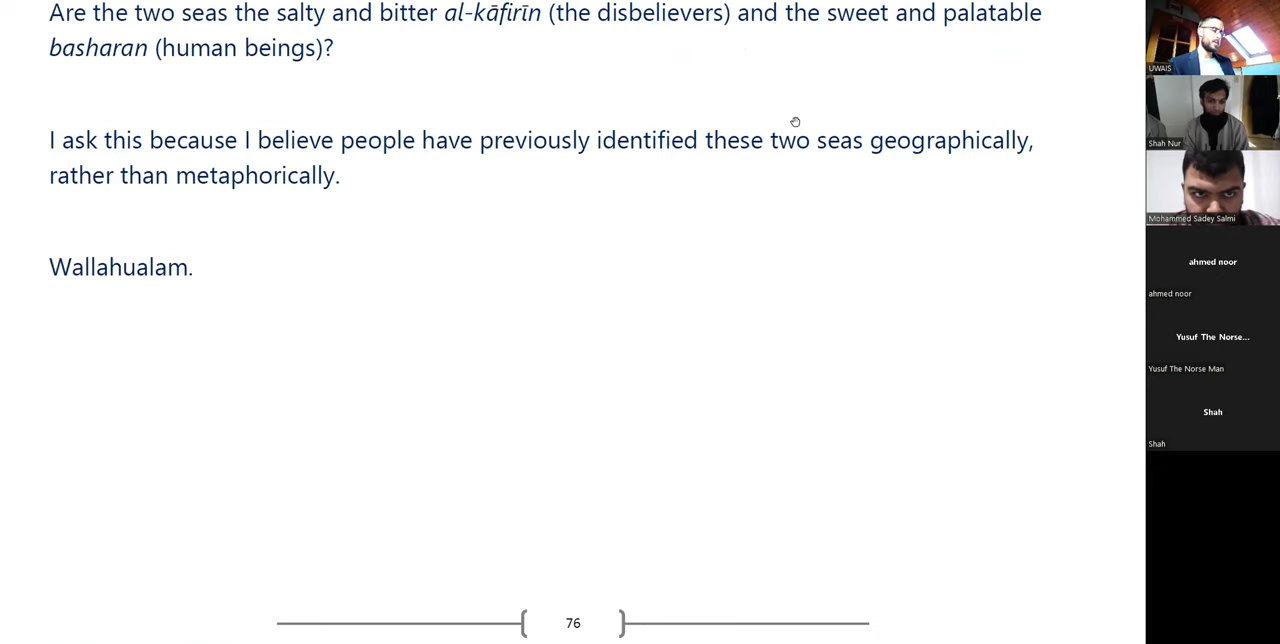 Are the two seas the salty and bitter al-kāfirīn (the disbelievers) and the sweet and palatable
basharan (human beings)?
I ask this because I believe people have previously identified these two seas geographically,
rather than metaphorically.
Wallahualam.
76
UWAIS
Shah Nur
Mohammed Sadey Salmi
ahmed noor
ahmed noor
Yusuf The Norse...
Yusuf The Norse Man
Shah
Shah